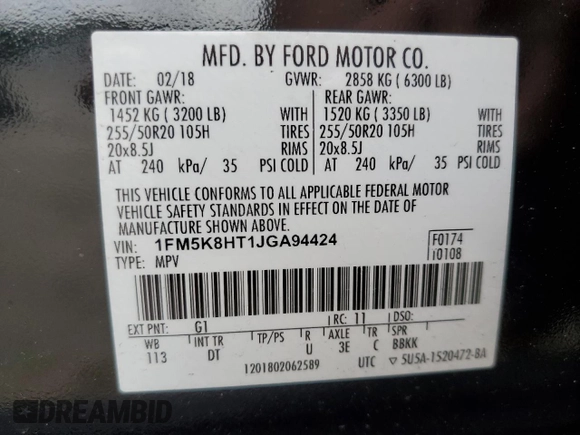 MFD. BY FORD MOTOR CO.
DATE: 02/18 GVWR: 2858 KG ( 6300 LB)
FRONT GAWR: REAR GAWR:
1452 KG ( 3200 LB) WITH 1520 KG ( 3350 LB) WITH
255/50R20 105H TIRES 255/50R20 105H TIRES
20x8.5J RIMS 20x8.5J RIMS
AT 240 kPa/ 35 PSI COLD AT 240 kPa/ 35 PSI COLD
THIS VEHICLE CONFORMS TO ALL APPLICABLE FEDERAL MOTOR
VEHICLE SAFETY STANDARDS IN EFFECT ON THE DATE OF
MANUFACTURE SHOWN ABOVE.
VIN: 1FM5K8HT1JGA94424 F0174
TYPE: MPV 10108
EXT PNT: G1 RC: 11 DSO:
WB INT TR TP/PS R AXLE TR SPR
113 DT U 3E C BBKK
1201802062589 UTC 5U5A-1520472-BA
DREAMBID